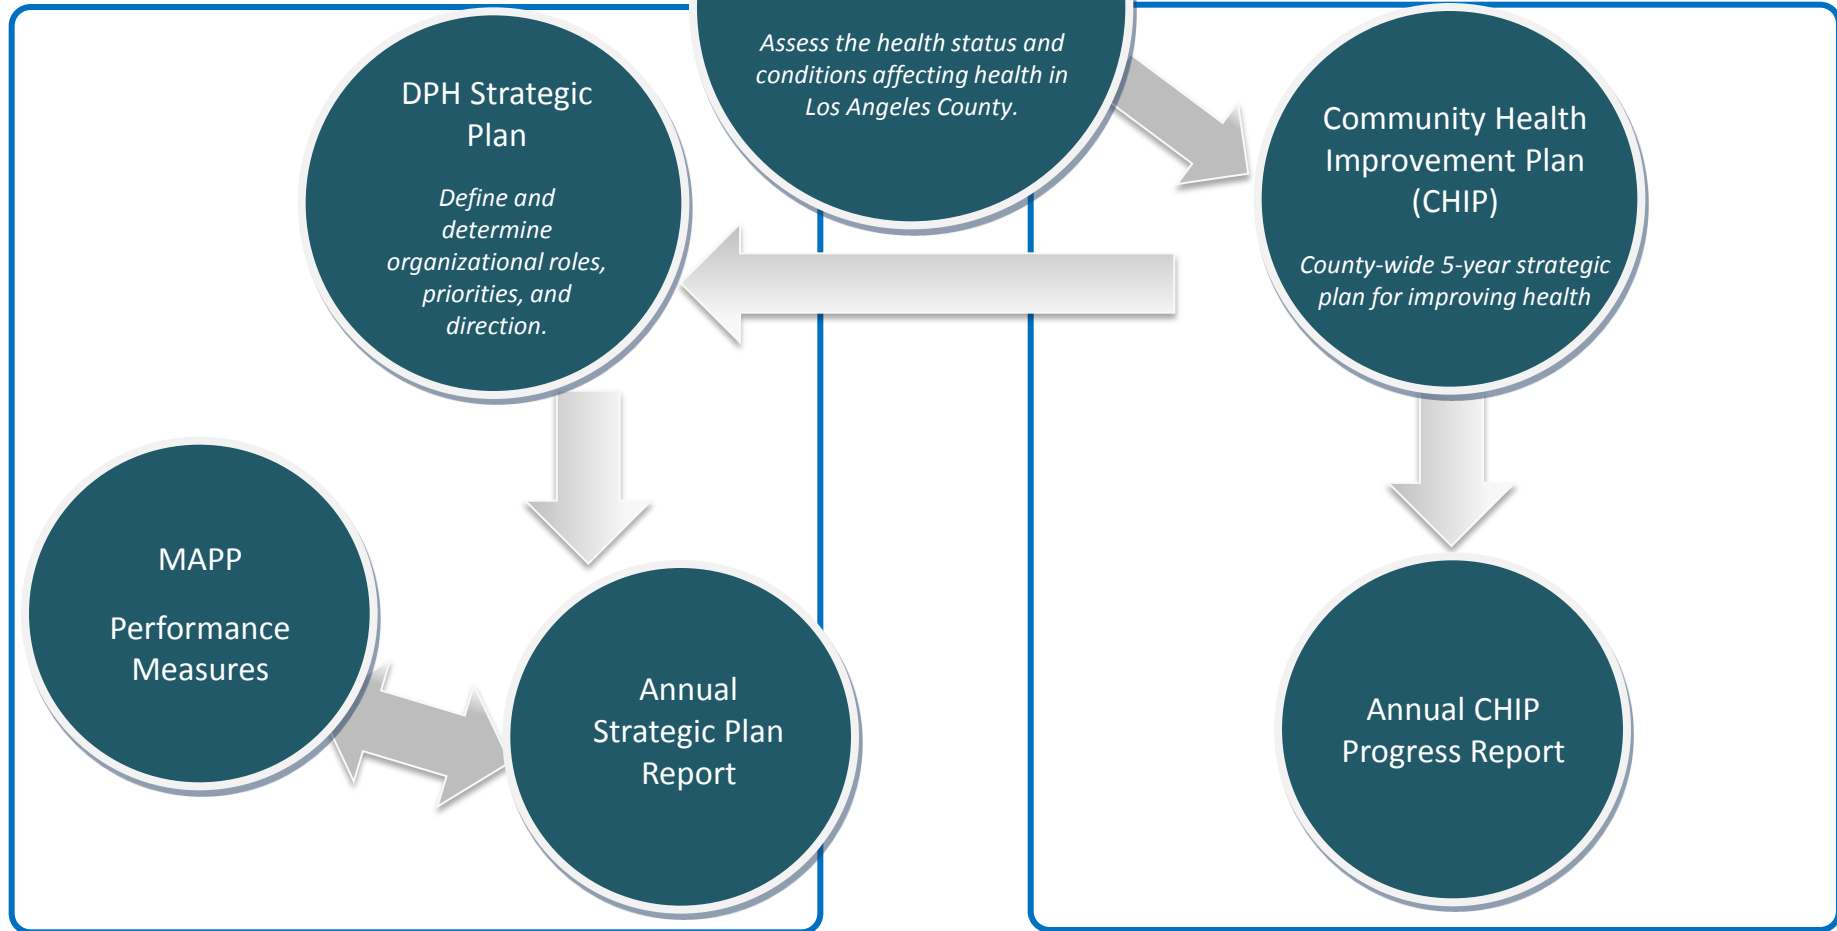 Assess the health status and
conditions affecting health in
Los Angeles County.
DPH Strategic
Plan
Define and
determine
organizational roles,
priorities, and
direction.
Community Health
Improvement Plan
(CHIP)
County-wide 5-year strategic
plan for improving health
MAPP
Performance
Measures
Annual
Strategic Plan
Report
Annual CHIP
Progress Report